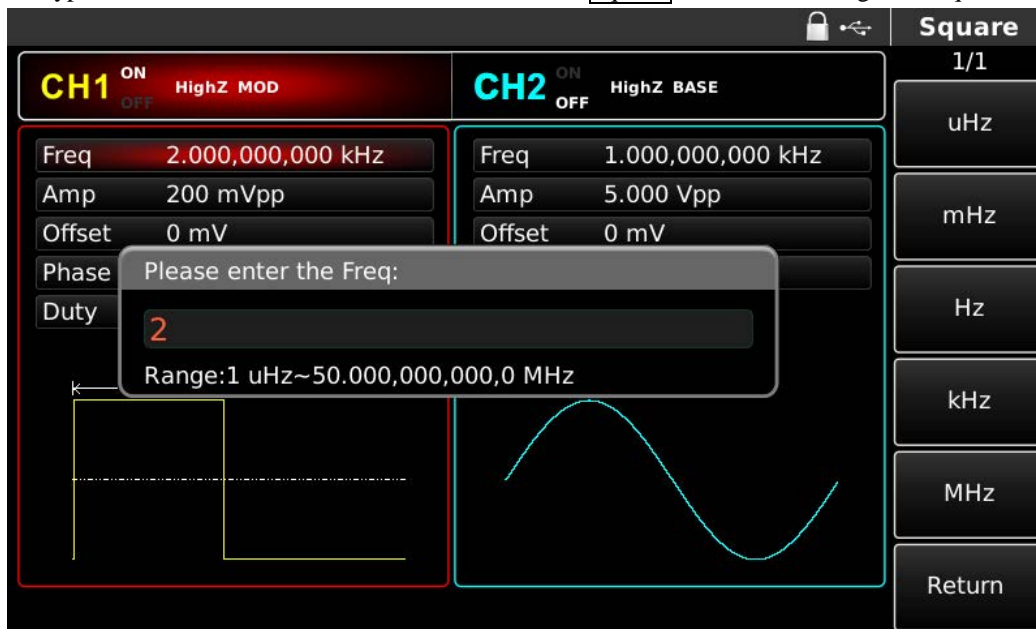 Square
1/1
CH1 ON OFF HighZ MOD
CH2 ON OFF HighZ BASE
Freq 2.000,000,000 kHz
Amp 200 mVpp
Offset 0 mV
Phase
Duty
Freq 1.000,000,000 kHz
Amp 5.000 Vpp
Offset 0 mV
Please enter the Freq:
2
Range:1 uHz~50.000,000,000,0 MHz
uHz
mHz
Hz
kHz
MHz
Return